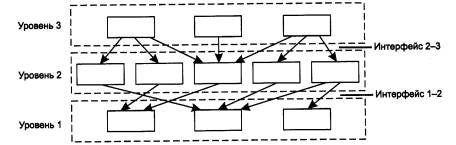 Уровень 3
Интерфейс 2–3
Уровень 2
Интерфейс 1–2
Уровень 1